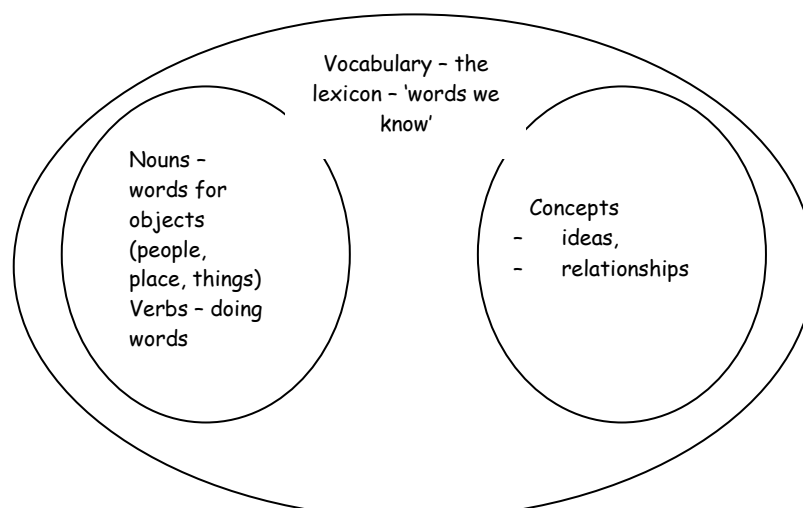 Vocabulary – the
lexicon – ‘words we
know’
Nouns –
words for
objects
(people,
place, things)
Verbs – doing
words
Concepts
– ideas,
– relationships